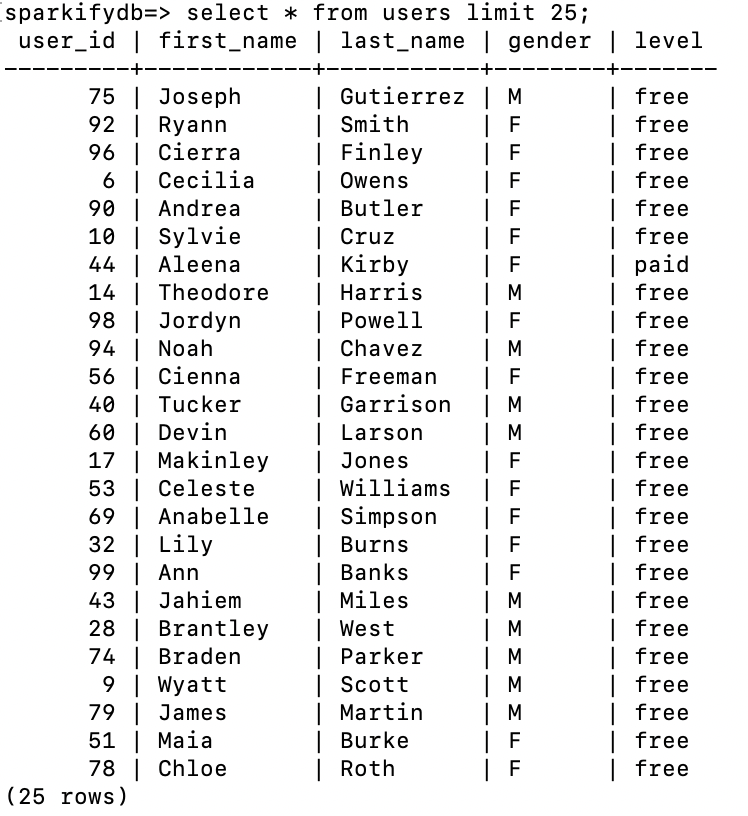 sparkifydb=> select * from users limit 25;
 user_id | first_name | last_name | gender | level
---------+------------+-----------+--------+-------
      75 | Joseph     | Gutierrez | M      | free
      92 | Ryann      | Smith     | F      | free
      96 | Cierra     | Finley    | F      | free
       6 | Cecilia    | Owens     | F      | free
      90 | Andrea     | Butler    | F      | free
      10 | Sylvie     | Cruz      | F      | free
      44 | Aleena     | Kirby     | F      | paid
      14 | Theodore   | Harris    | M      | free
      98 | Jordyn     | Powell    | F      | free
      94 | Noah       | Chavez    | M      | free
      56 | Cienna     | Freeman   | F      | free
      40 | Tucker     | Garrison  | M      | free
      60 | Devin      | Larson    | M      | free
      17 | Makinley   | Jones     | F      | free
      53 | Celeste    | Williams  | F      | free
      69 | Anabelle   | Simpson   | F      | free
      32 | Lily       | Burns     | F      | free
      99 | Ann        | Banks     | F      | free
      43 | Jahiem     | Miles     | M      | free
      28 | Brantley   | West      | M      | free
      74 | Braden     | Parker    | M      | free
       9 | Wyatt      | Scott     | M      | free
      79 | James      | Martin    | M      | free
      51 | Maia       | Burke     | F      | free
      78 | Chloe      | Roth      | F      | free
(25 rows)